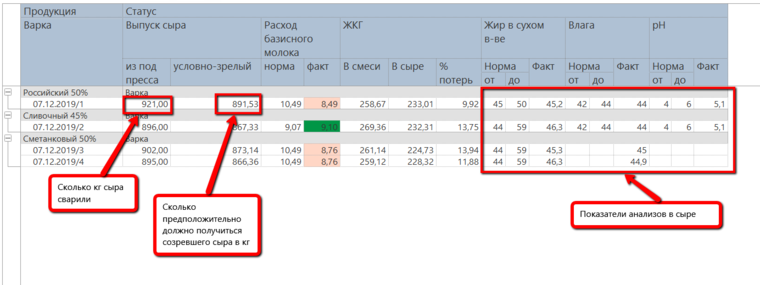 Продукция Статус
Варка Выпуск сыра Расход базисного молока ЖКГ Жир в сухом в-ве Влага pH
из под пресса условно-зрелый норма факт В смеси В сыре % потерь Норма Факт Норма Факт Норма Факт
от до от до от до
Российский 50% Варка
07.12.2019/1 921,00 891,53 10,49 8,49 258,67 233,01 9,92 45 50 45,2 42 44 44 4 6 5,1
Сливочный 45% Варка
07.12.2019/2 896,00 867,33 9,07 9,10 269,36 232,31 13,75 44 59 46,3 42 44 44 4 6 5,1
Сметанковый 50% Варка
07.12.2019/3 902,00 873,14 10,49 8,76 261,14 224,73 13,94 44 59 45,3 45
07.12.2019/4 895,00 866,36 10,49 8,76 259,12 228,32 11,88 44 59 46,3 44,9
Сколько кг сыра
сварили
Сколько
предположительно
должно получиться
созревшего сыра в кг
Показатели анализов в сыре